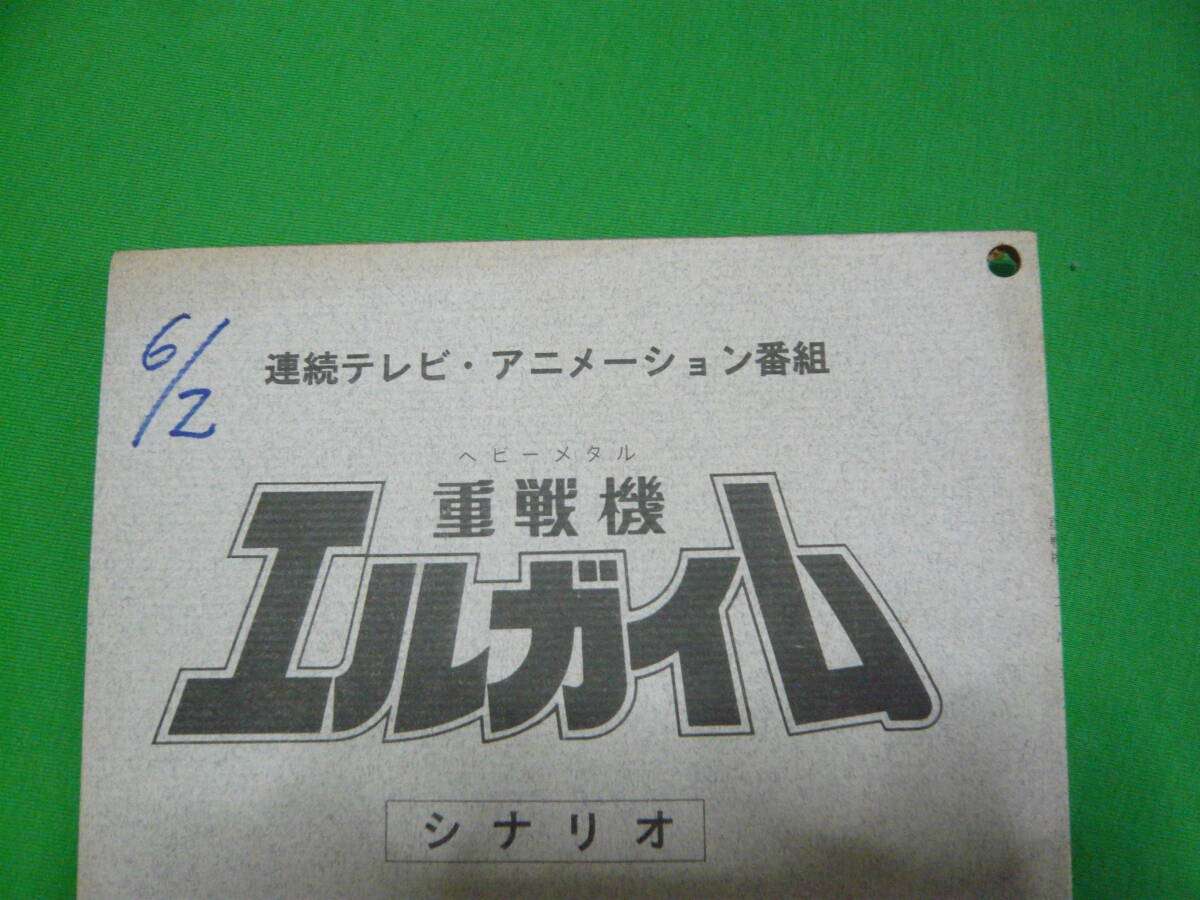 6/2
連続テレビ・アニメーション番組
ヘビーメタル
重戦機
エルガイム
シナリオ